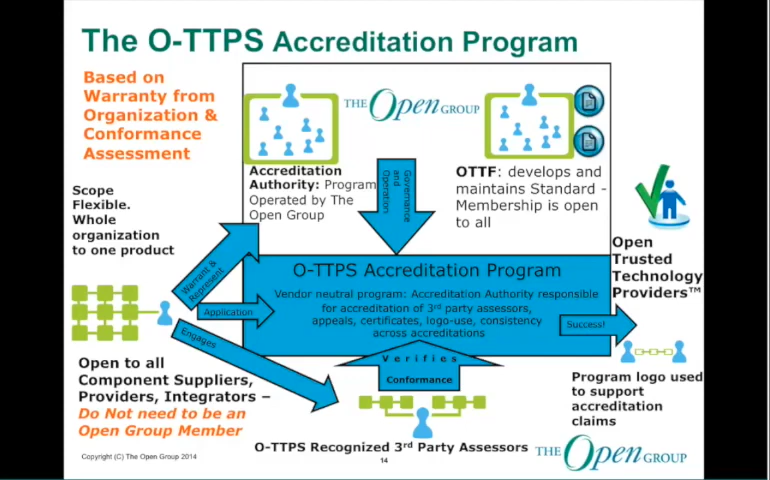 The O-TTPS Accreditation Program
Based on
Warranty from
Organization &
Conformance
Assessment
THE Open GROUP
Accreditation
Authority: Program
Operated by The
Open Group
Governance
and
Operation
OTTF: develops and
maintains Standard -
Membership is open
to all
Scope
Flexible.
Whole
organization
to one product
Open
Trusted
Technology
Providers™
Warrant &
Represent
Application
Engages
O-TTPS Accreditation Program
Vendor neutral program: Accreditation Authority responsible
for accreditation of 3rd party assessors,
appeals, certificates, logo-use, consistency
across accreditations
Success!
Verifies
Conformance
Open to all
Component Suppliers,
Providers, Integrators –
Do Not need to be an
Open Group Member
Program logo used
to support
accreditation
claims
O-TTPS Recognized 3rd Party Assessors
THE Open GROUP
Copyright (C) The Open Group 2014
14